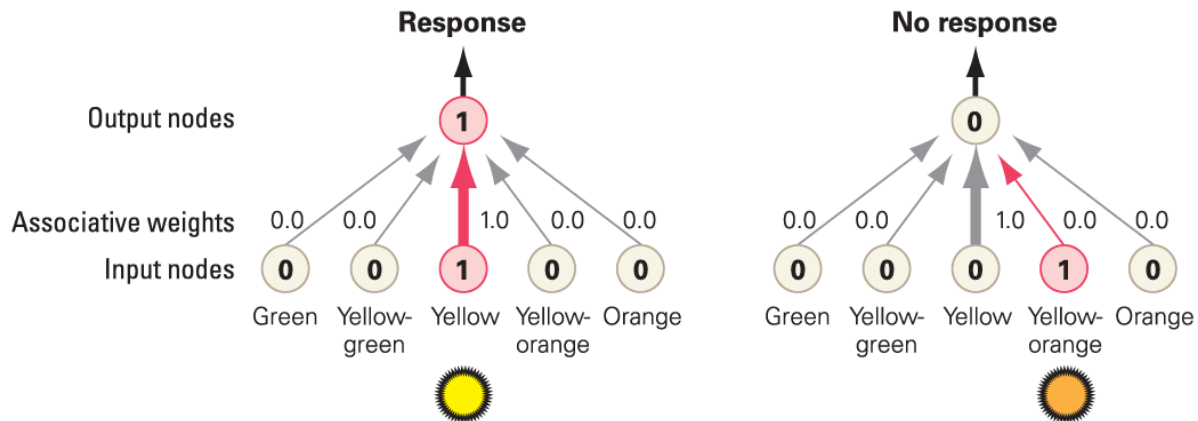 Response
No response
Output nodes
1
0
Associative weights
0.0 0.0 1.0 0.0 0.0
0.0 0.0 1.0 0.0 0.0
Input nodes
0 0 1 0 0
0 0 0 1 0
Green Yellow- Yellow Yellow- Orange
green orange
Green Yellow- Yellow Yellow- Orange
green orange